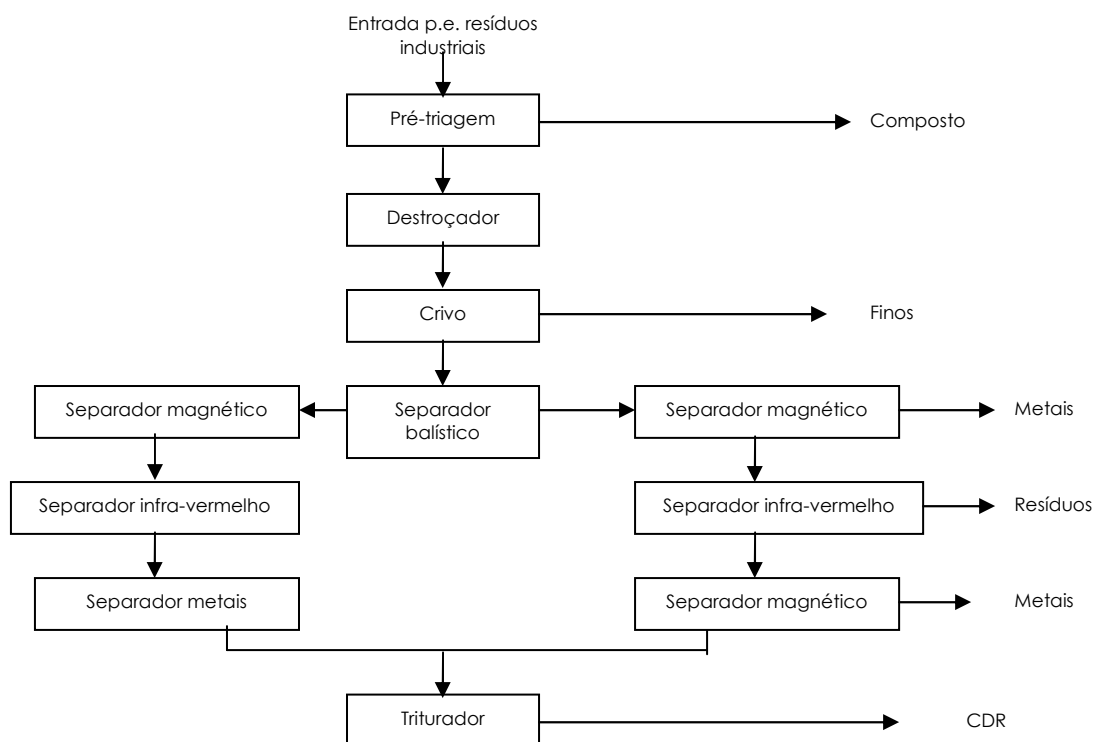 Entrada p.e. resíduos
industriais
Pré-triagem
Composto
Destroçador
Crivo
Finos
Separador magnético
Separador
balístico
Separador magnético
Metais
Separador infra-vermelho
Separador infra-vermelho
Resíduos
Separador metais
Separador magnético
Metais
Triturador
CDR